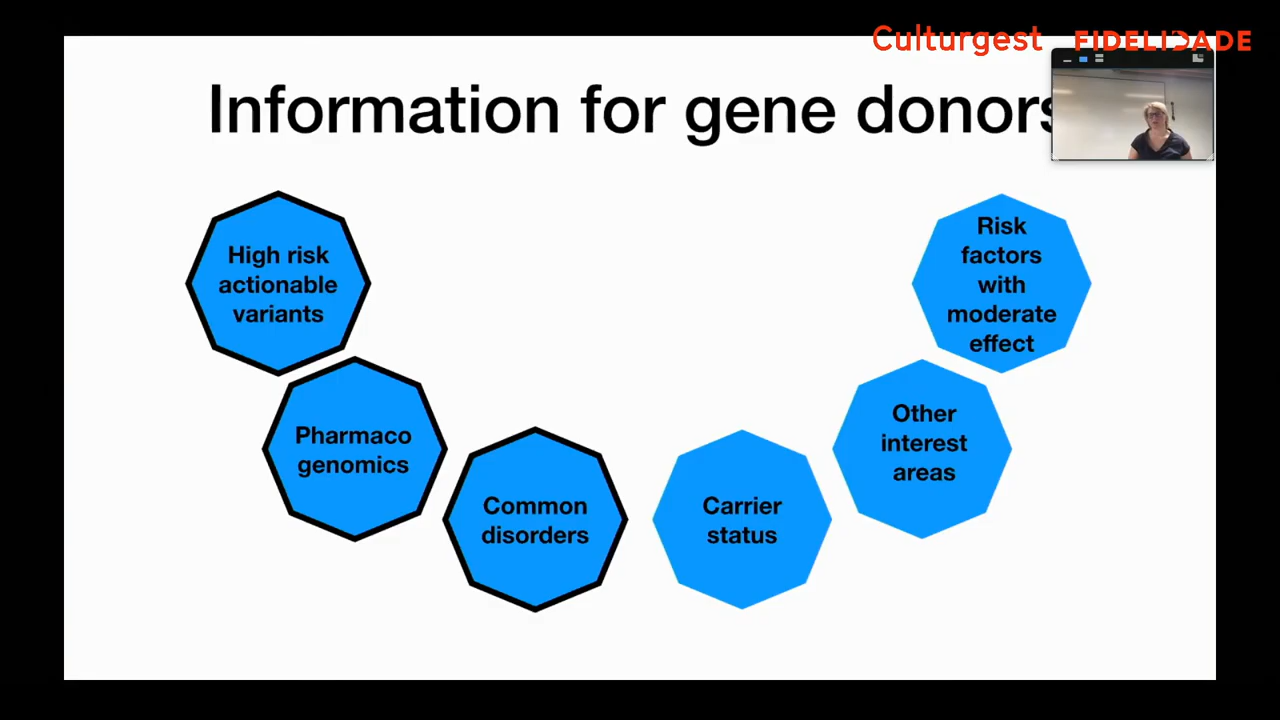 Culturgest FIDELIDADE
Information for gene donors
High risk
actionable
variants
Pharmaco
genomics
Common
disorders
Carrier
status
Other
interest
areas
Risk
factors
with
moderate
effect